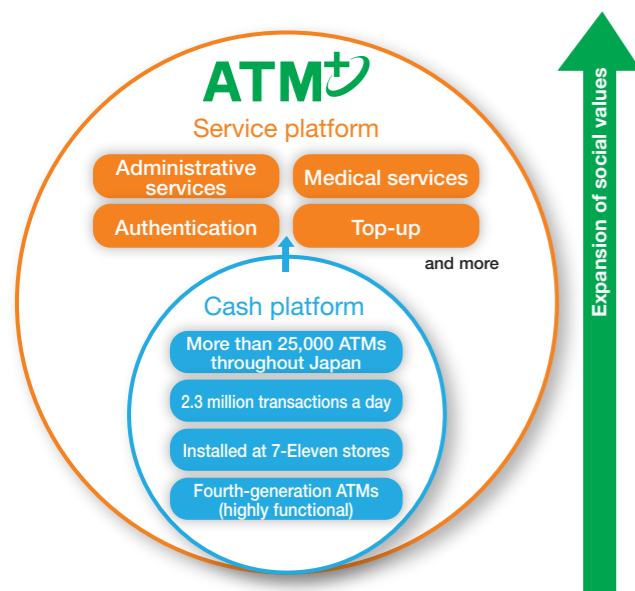 ATM+
Service platform
Administrative
services
Medical services
Authentication
Top-up
and more
Cash platform
More than 25,000 ATMs
throughout Japan
2.3 million transactions a day
Installed at 7-Eleven stores
Fourth-generation ATMs
(highly functional)
Expansion of social values